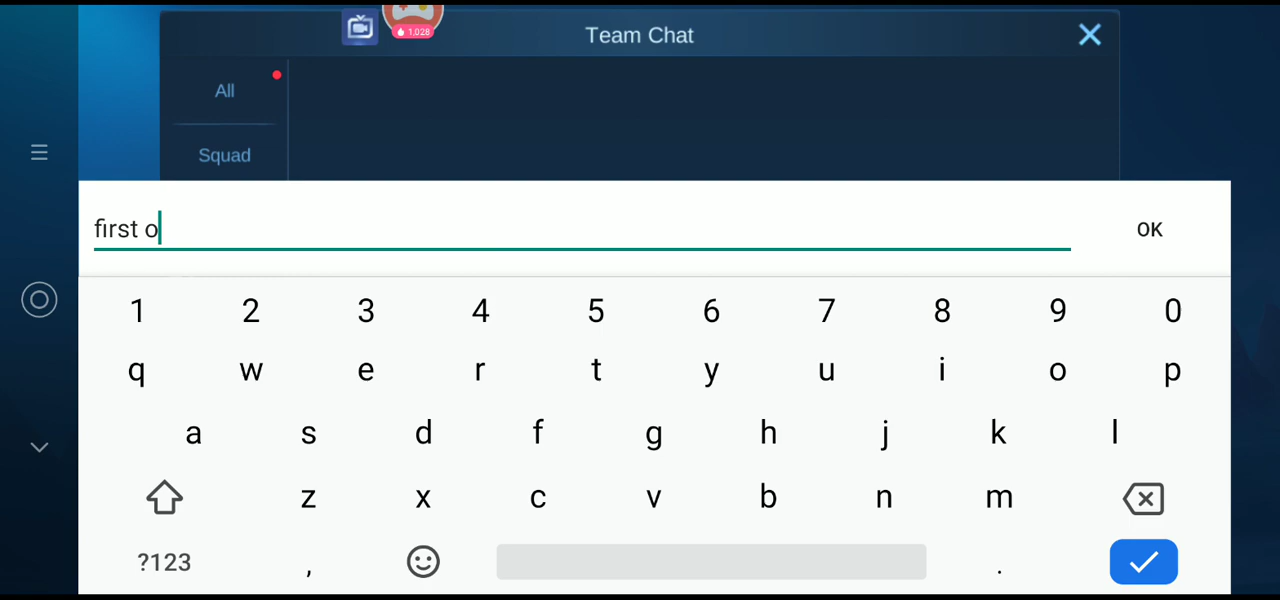 1,028
Team Chat
All
Squad
first o
OK
1 2 3 4 5 6 7 8 9 0
q w e r t y u i o p
a s d f g h j k l
z x c v b n m
?123 , .